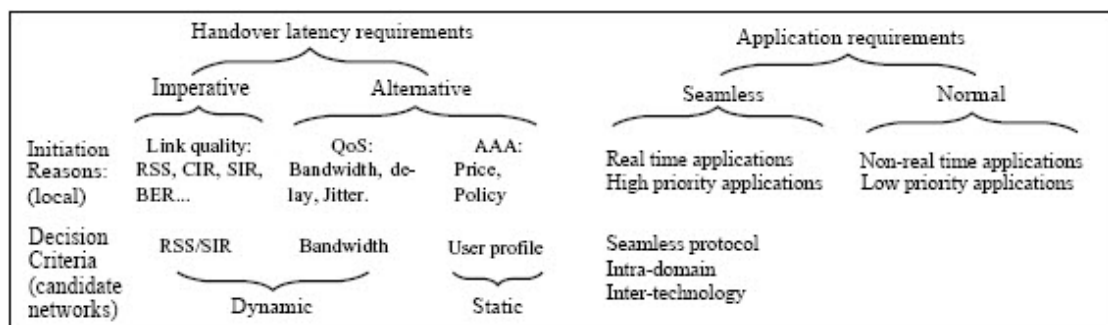 Handover latency requirements
Application requirements
Imperative
Alternative
Seamless
Normal
Initiation
Reasons:
(local)
Link quality:
RSS, CIR, SIR,
BER...
QoS:
Bandwidth, de-
lay, Jitter.
AAA:
Price,
Policy
Real time applications
High priority applications
Non-real time applications
Low priority applications
Decision
Criteria
(candidate
networks)
RSS/SIR
Bandwidth
User profile
Dynamic
Static
Seamless protocol
Intra-domain
Inter-technology